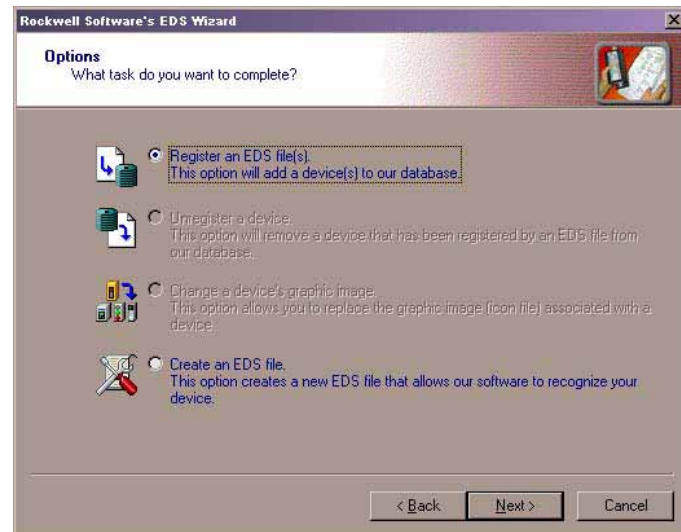 Rockwell Software's EDS Wizard
Options
What task do you want to complete?
Register an EDS file(s).
This option will add a device(s) to our database.
Unregister a device.
This option will remove a device that has been registered by an EDS file from
our database.
Change a device's graphic image.
This option allows you to replace the graphic image (icon file) associated with a
device.
Create an EDS file.
This option creates a new EDS file that allows our software to recognize your
device.
< Back
Next >
Cancel